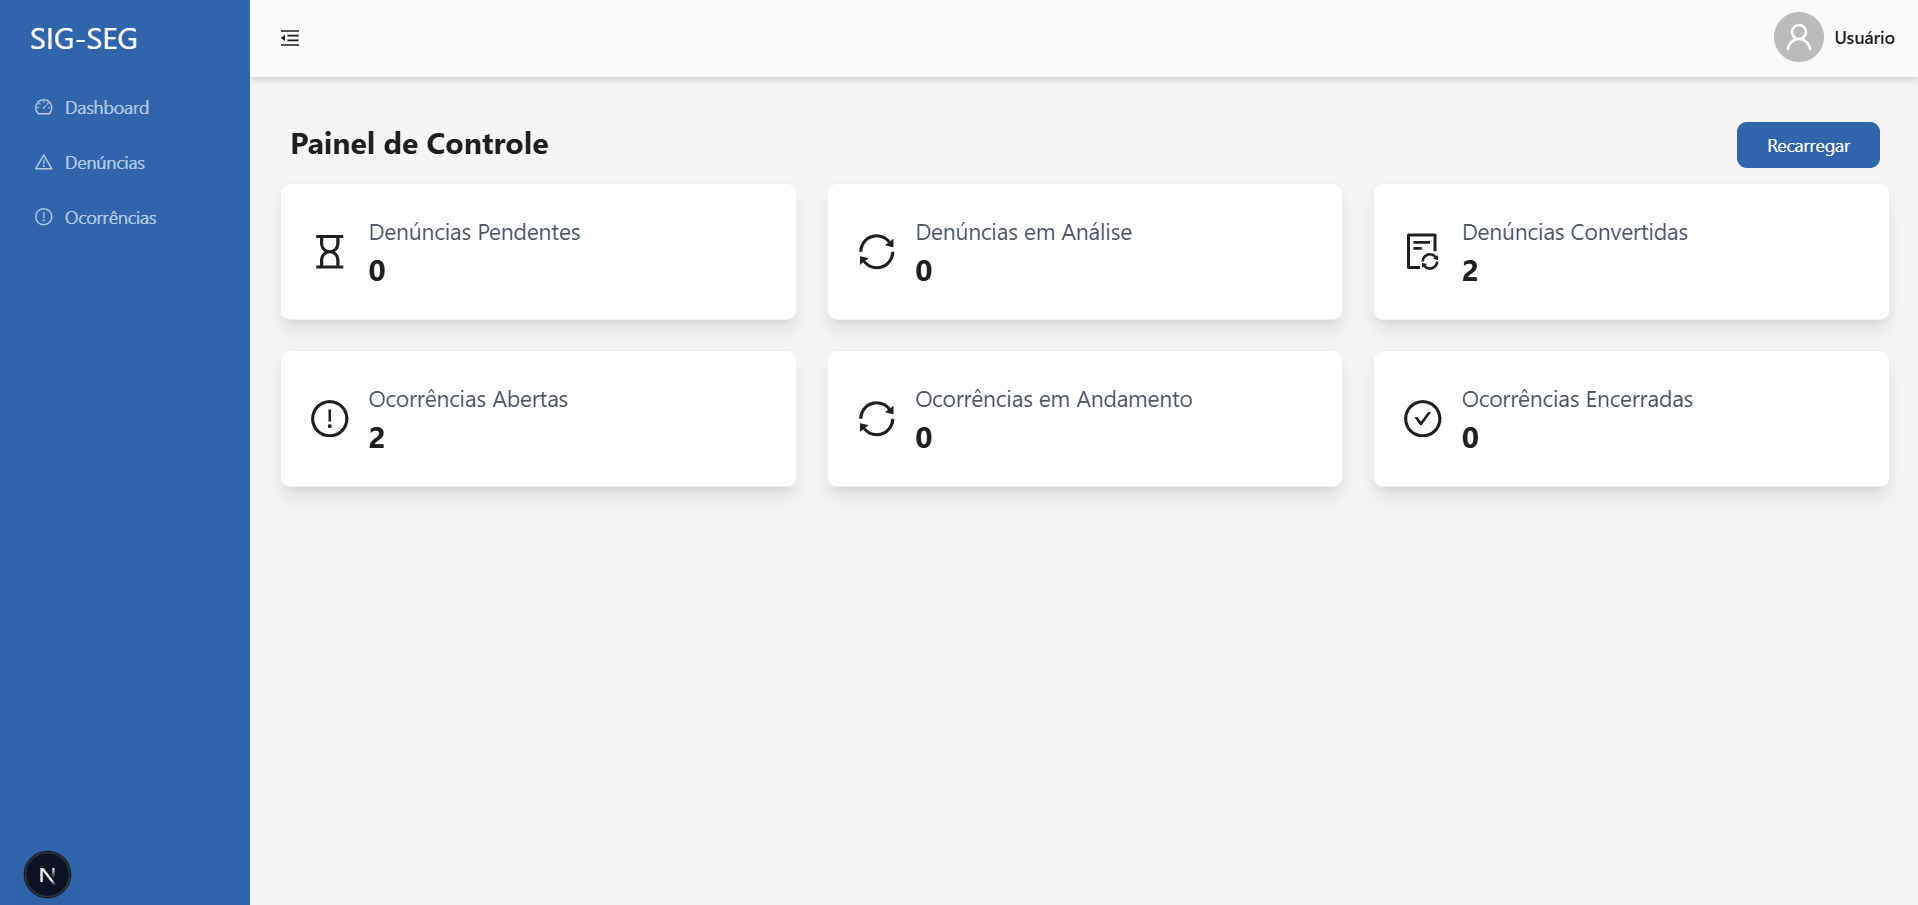 SIG-SEG
Dashboard
Denúncias
Ocorrências
Usuário
Painel de Controle
Recarregar
Denúncias Pendentes
0
Denúncias em Análise
0
Denúncias Convertidas
2
Ocorrências Abertas
2
Ocorrências em Andamento
0
Ocorrências Encerradas
0
N